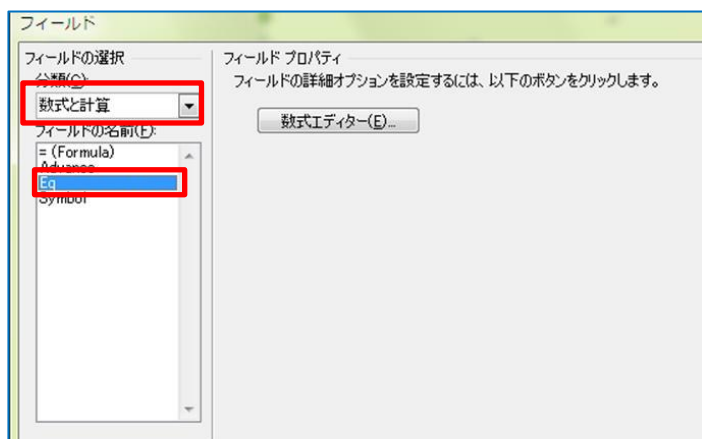 フィールド
フィールドの選択
分類(C):
数式と計算
フィールドの名前(F):
= (Formula)
Advance
Eq
Symbol
フィールド プロパティ
フィールドの詳細オプションを設定するには、以下のボタンをクリックします。
数式エディター(E)...